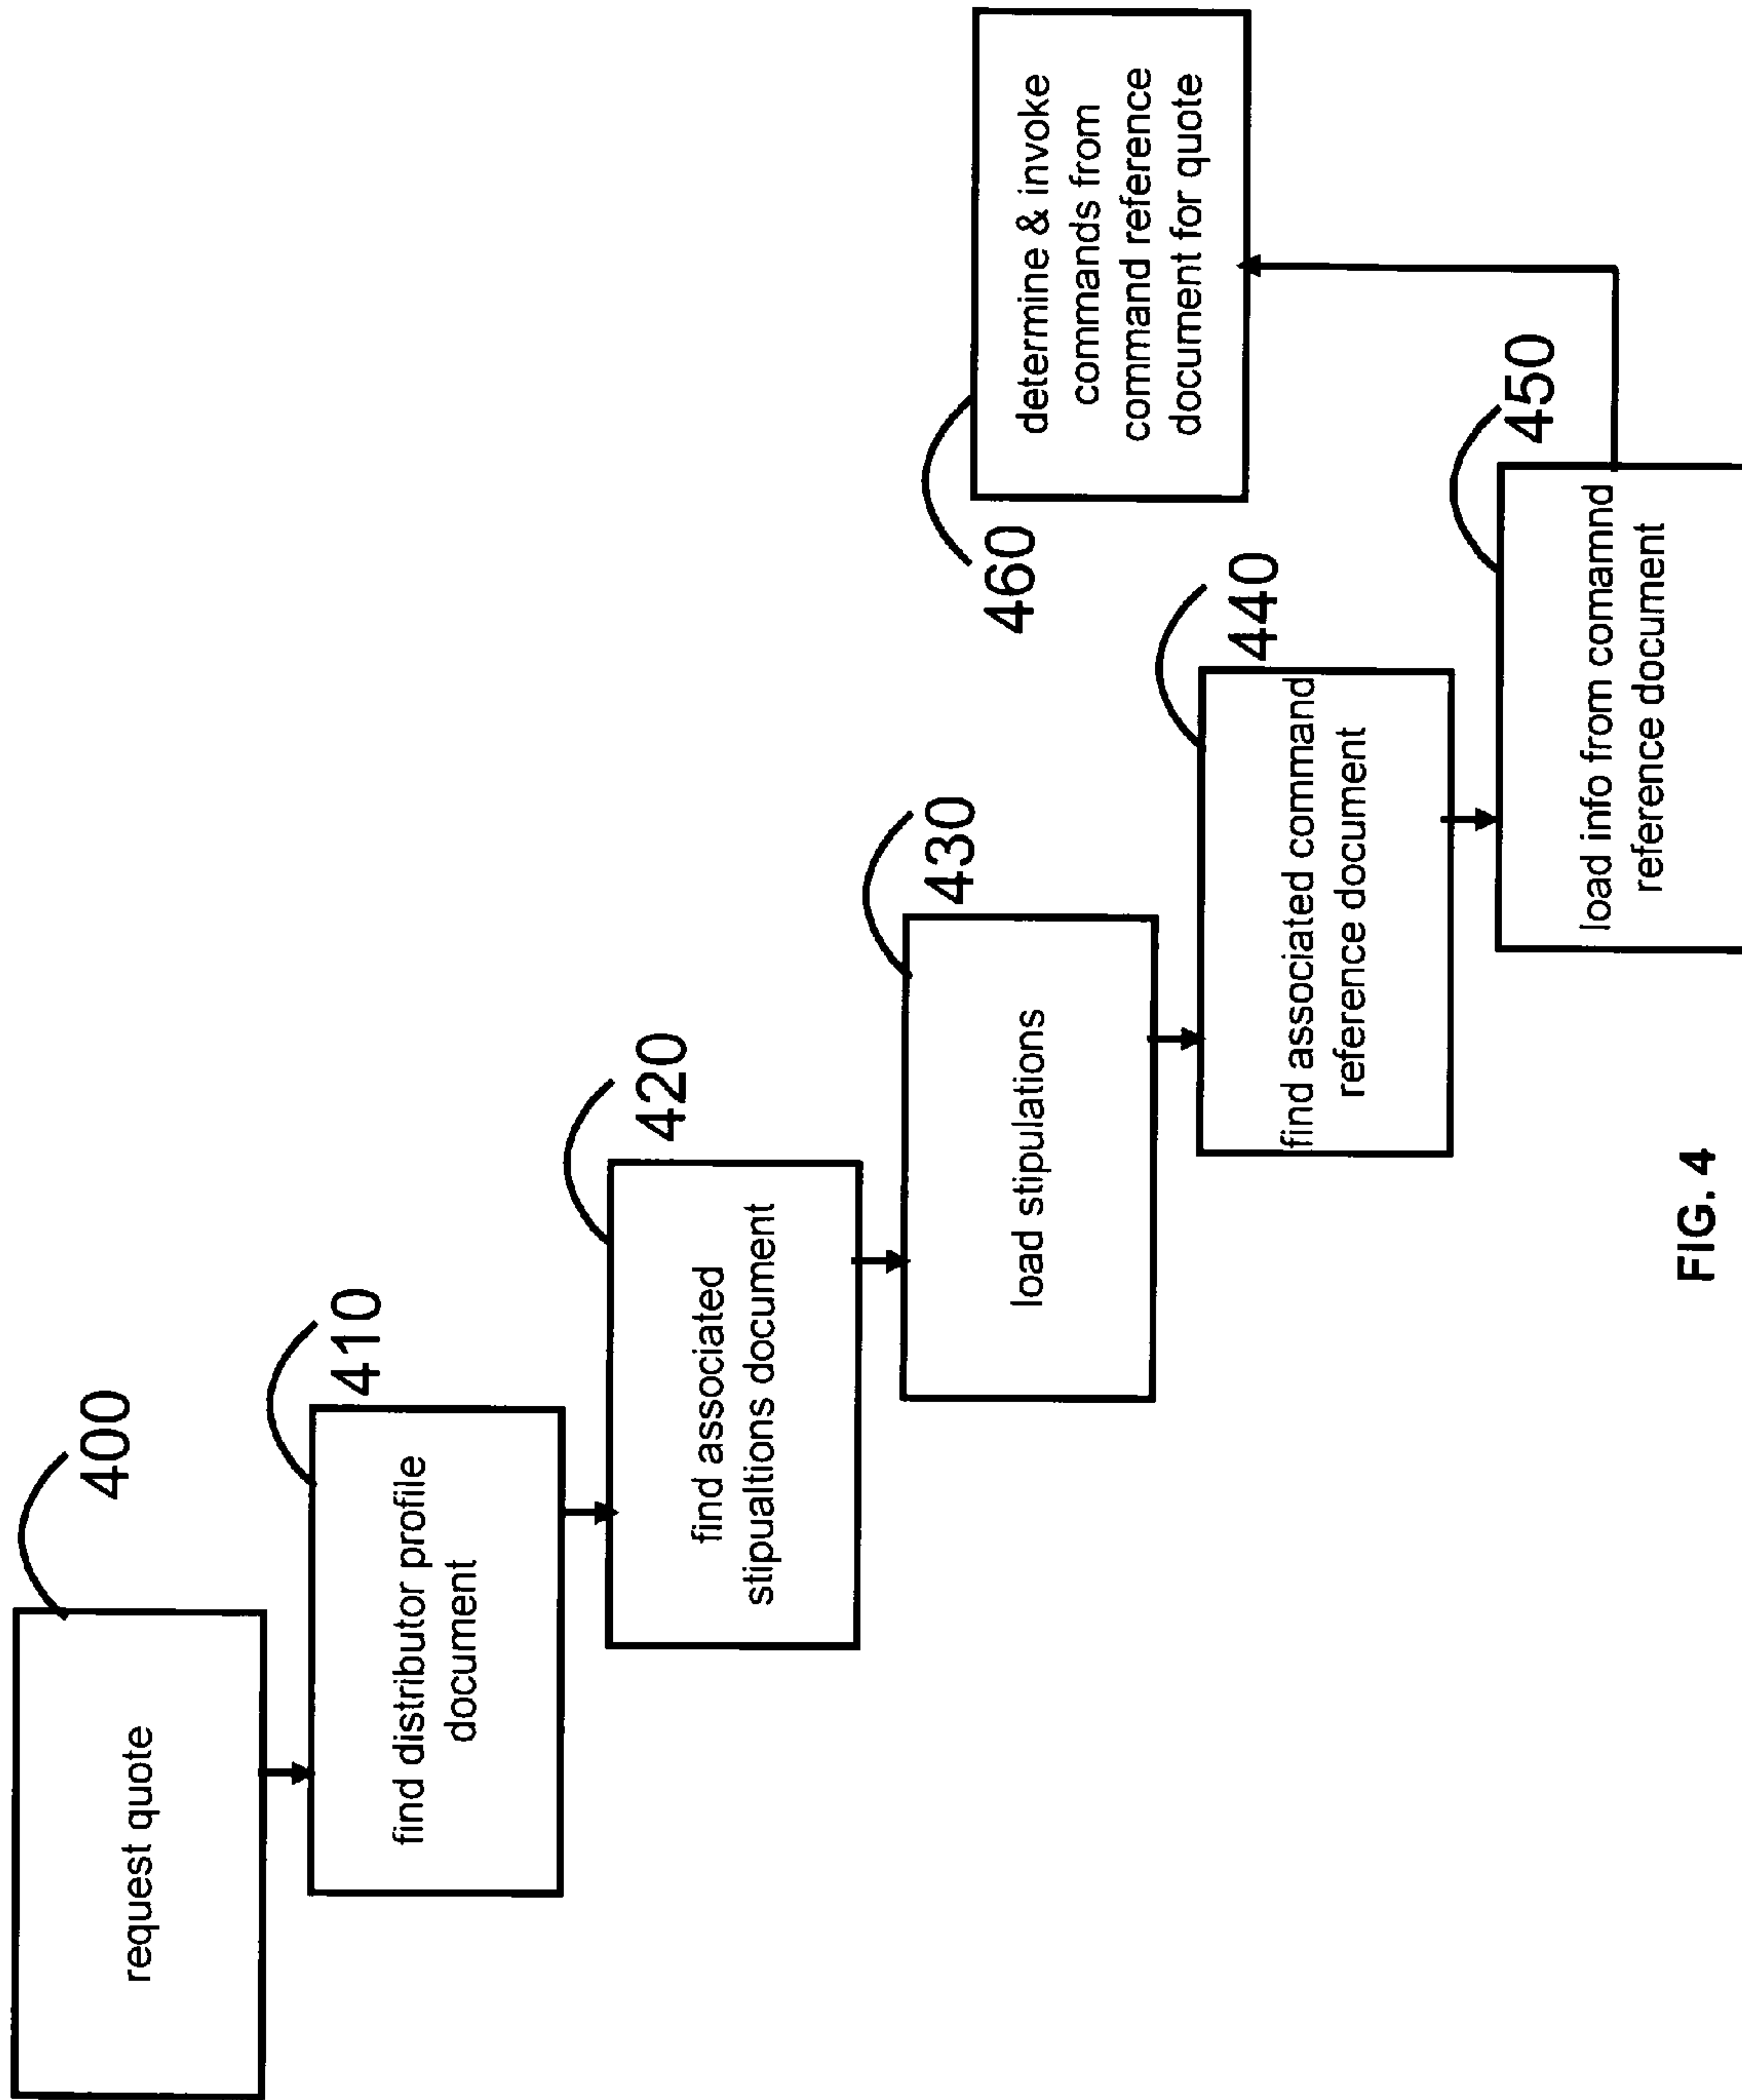 400
request quote
410
find distributor profile
document
420
find associated
stipualtions document
430
load stipulations
440
find associated command
reference document
450
load info from comamnd
reference document
460
determine & invoke
commands from
command reference
document for quote
FIG. 4